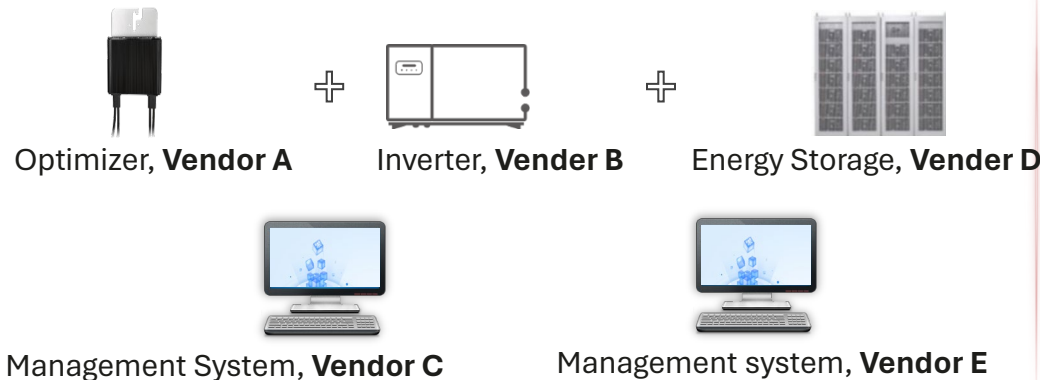 Optimizer, Vendor A
Inverter, Vender B
Energy Storage, Vender D
Management System, Vendor C
Management system, Vendor E